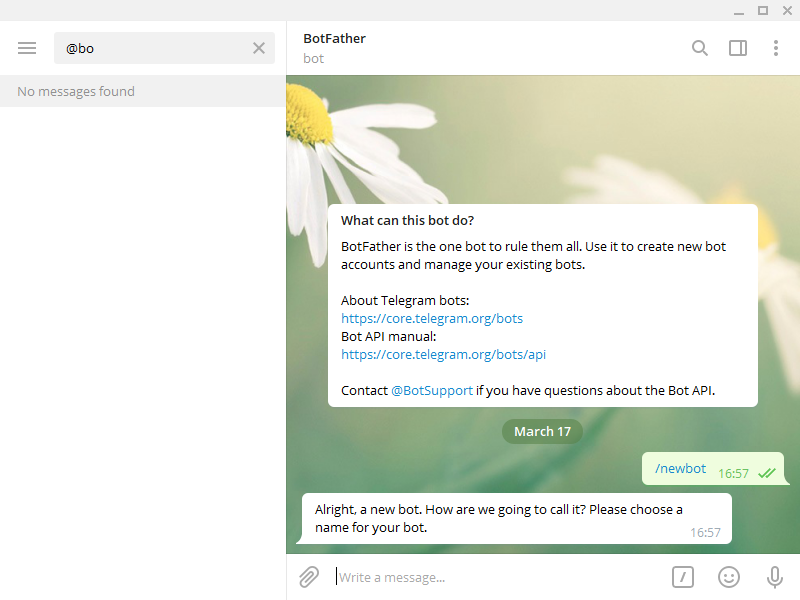 @bo
No messages found
BotFather
bot
What can this bot do?
BotFather is the one bot to rule them all. Use it to create new bot
accounts and manage your existing bots.
About Telegram bots:
https://core.telegram.org/bots
Bot API manual:
https://core.telegram.org/bots/api
Contact @BotSupport if you have questions about the Bot API.
March 17
/newbot 16:57
Alright, a new bot. How are we going to call it? Please choose a
name for your bot.
16:57
Write a message...